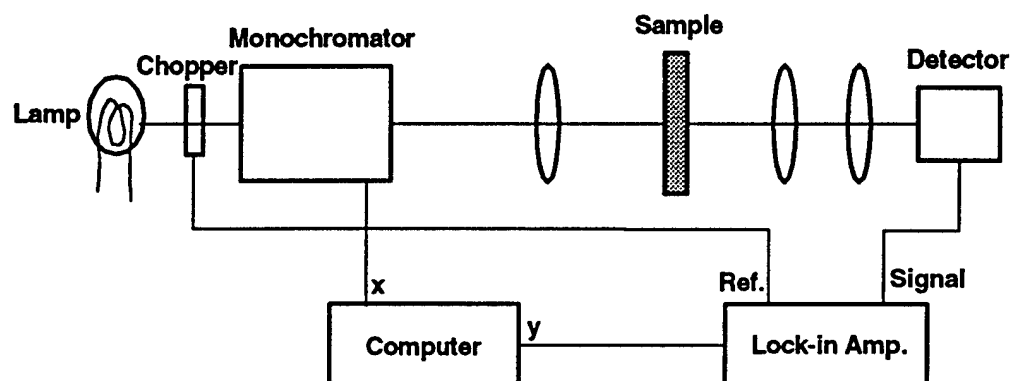 Sample
Monochromator
Detector
Chopper
Lamp
Ref.
Signal
x
y
Computer
Lock-in Amp.